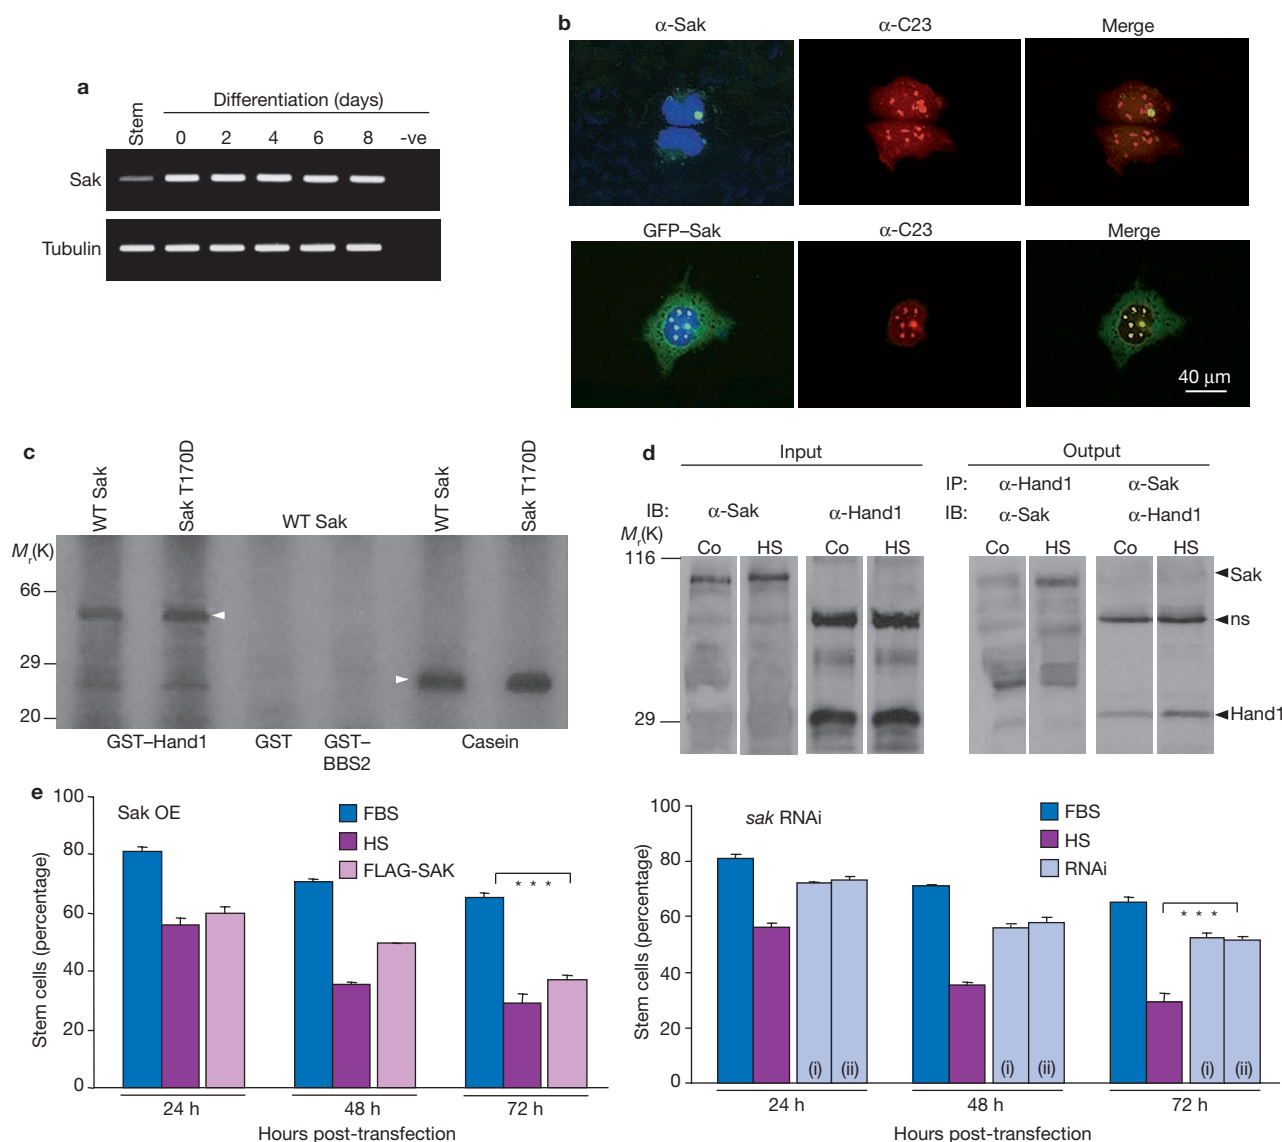 a
Differentiation (days)
Stem
0 2 4 6 8 -ve
Sak
Tubulin
b
α-Sak α-C23 Merge
GFP–Sak α-C23 Merge
40 μm
c
WT Sak
Sak T170D
WT Sak
WT Sak
Sak T170D
Mr(K)
66
29
20
GST–Hand1 GST GST–BBS2 Casein
d
Input Output
IP: α-Hand1 α-Sak
IB: α-Sak α-Hand1 IB: α-Sak α-Hand1
Mr(K) Co HS Co HS Co HS Co HS
116
29
Sak
ns
Hand1
e
Sak OE
FBS
HS
FLAG-SAK
* * *
Stem cells (percentage)
100
80
60
40
20
0
24 h 48 h 72 h
Hours post-transfection
sak RNAi
FBS
HS
RNAi
* * *
Stem cells (percentage)
100
80
60
40
20
0
(i) (ii) (i) (ii) (i) (ii)
24 h 48 h 72 h
Hours post-transfection